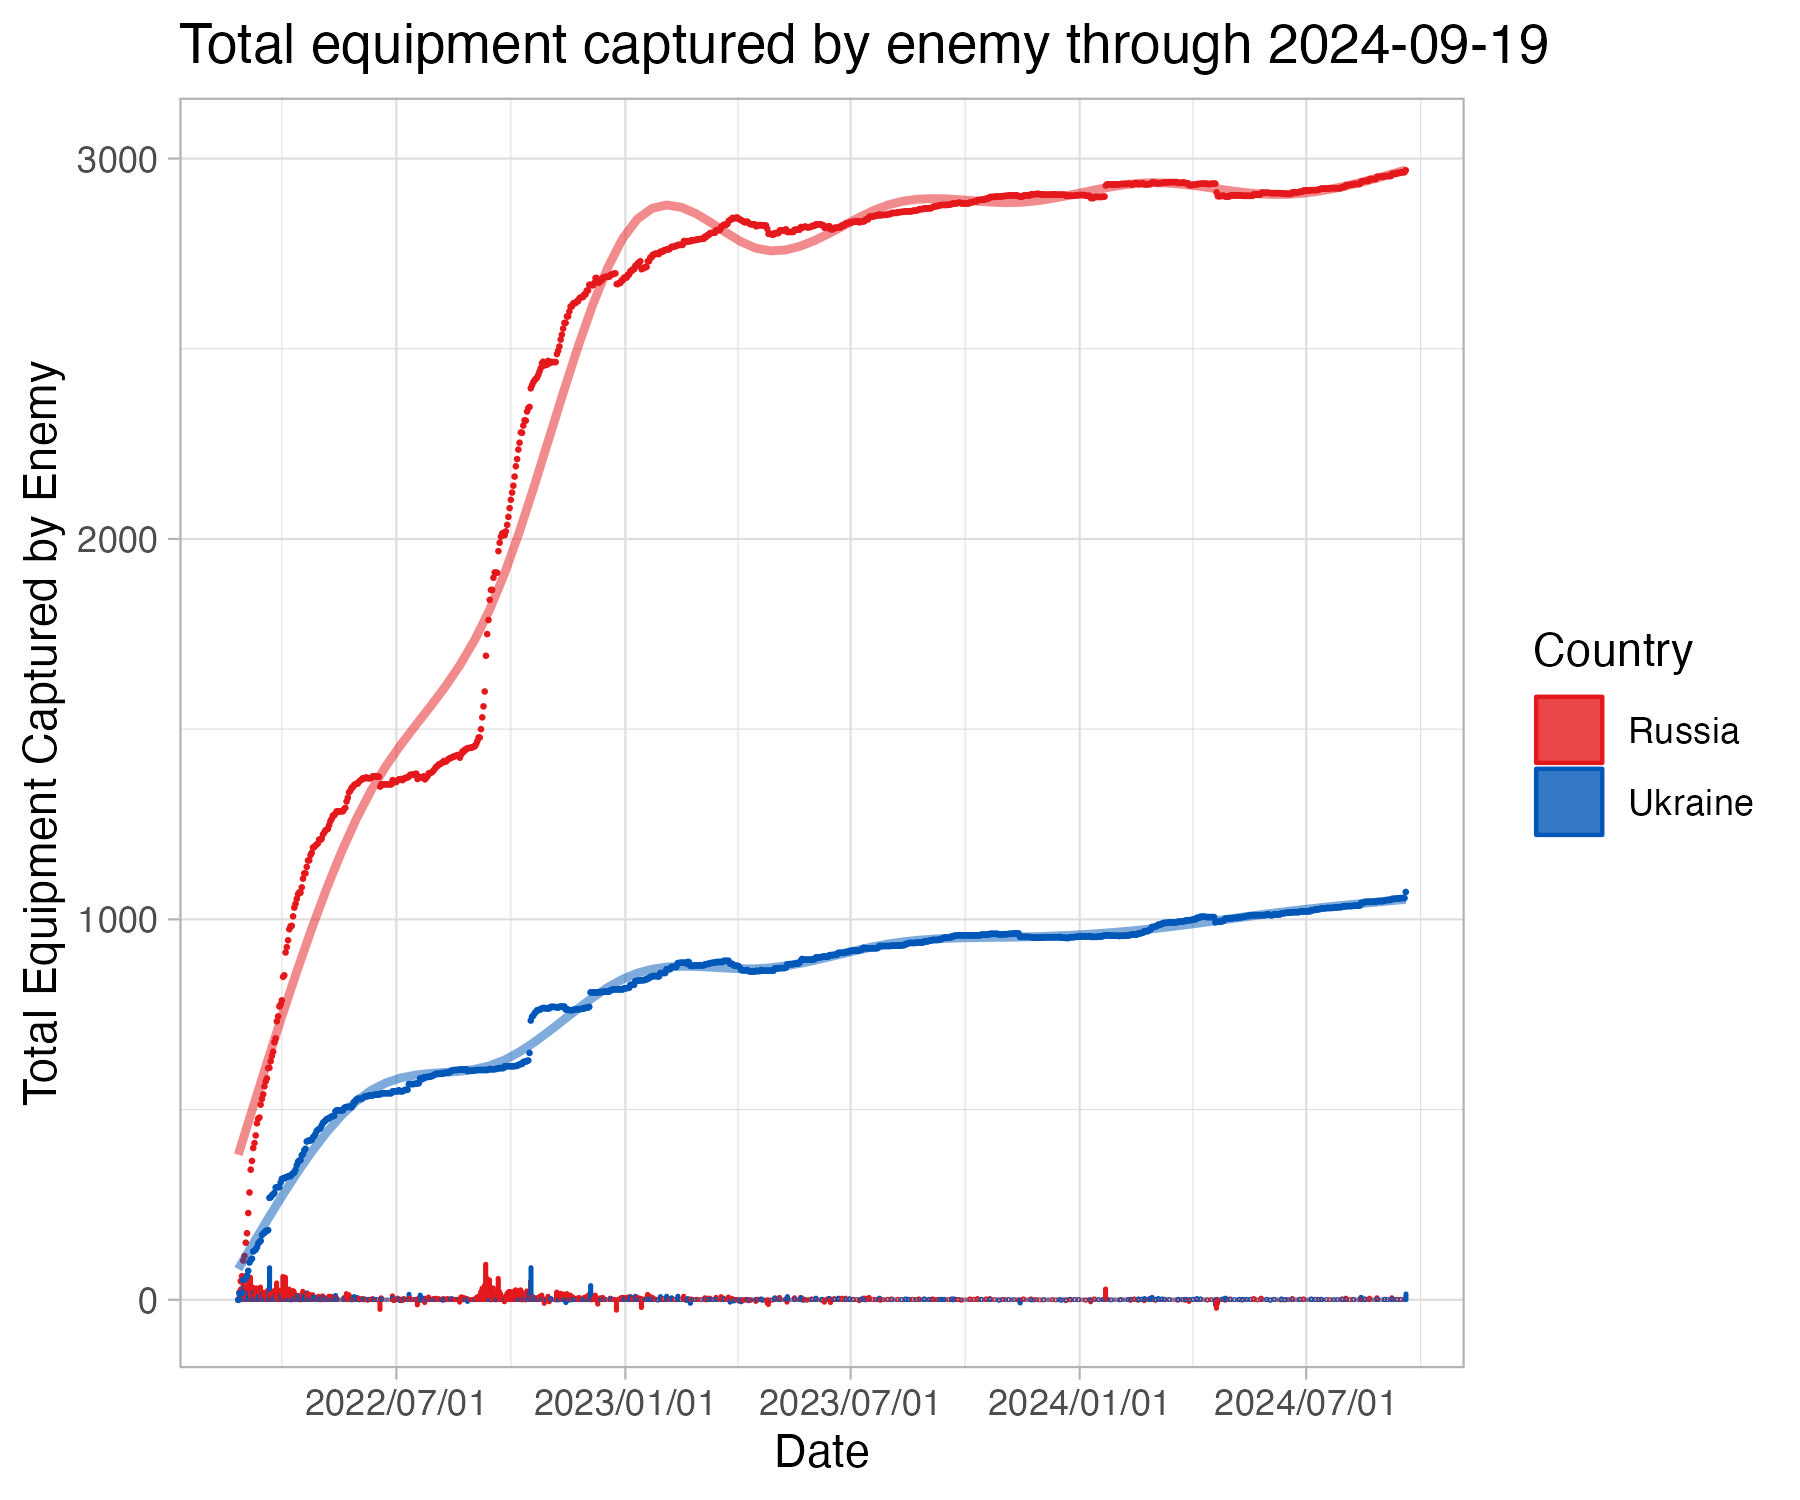 Total equipment captured by enemy through 2024-09-19
Total Equipment Captured by Enemy
3000
2000
1000
0
2022/07/01
2023/01/01
2023/07/01
2024/01/01
2024/07/01
Date
Country
Russia
Ukraine